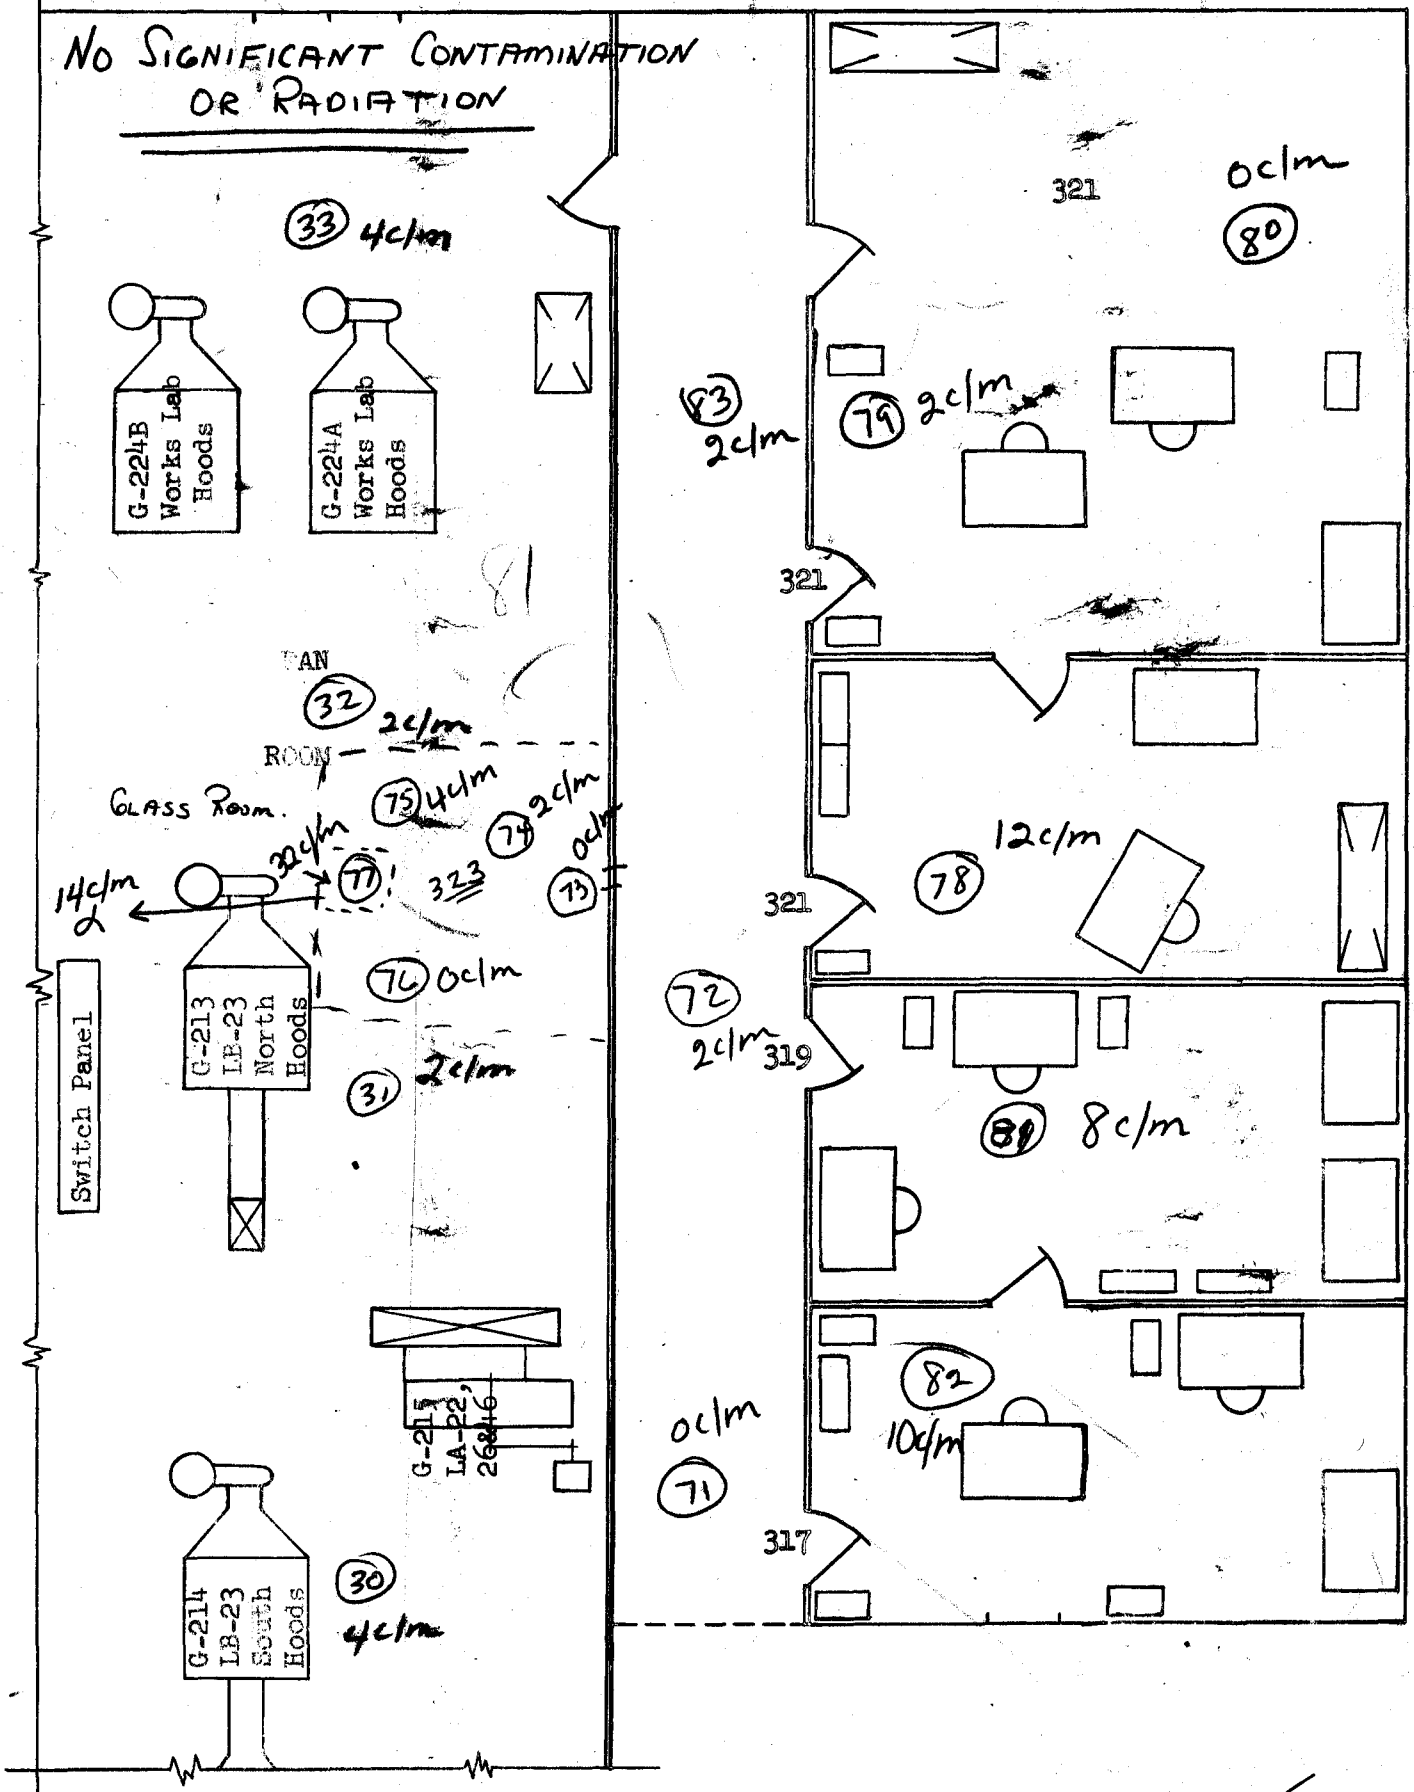 NO SIGNIFICANT CONTAMINATION
OR RADIATION
33 4c/m
G-224B
Works Lab
Hoods
G-224A
Works Lab
Hoods
81
FAN
32
2c/m
ROOM
GLASS ROOM.
75 4c/m
74 2c/m
0c/m
73
32c/m
77
323
14c/m
α
76 0c/m
Switch Panel
G-213
LB-23
North
Hoods
31 2c/m
G-215
LA-22,
G-214
LB-23
South
Hoods
30
4c/m
83
2c/m
72
2c/m
0c/m
71
321
0c/m
80
79 2c/m
321
12c/m
78
321
319
8c/m
82
10c/m
317